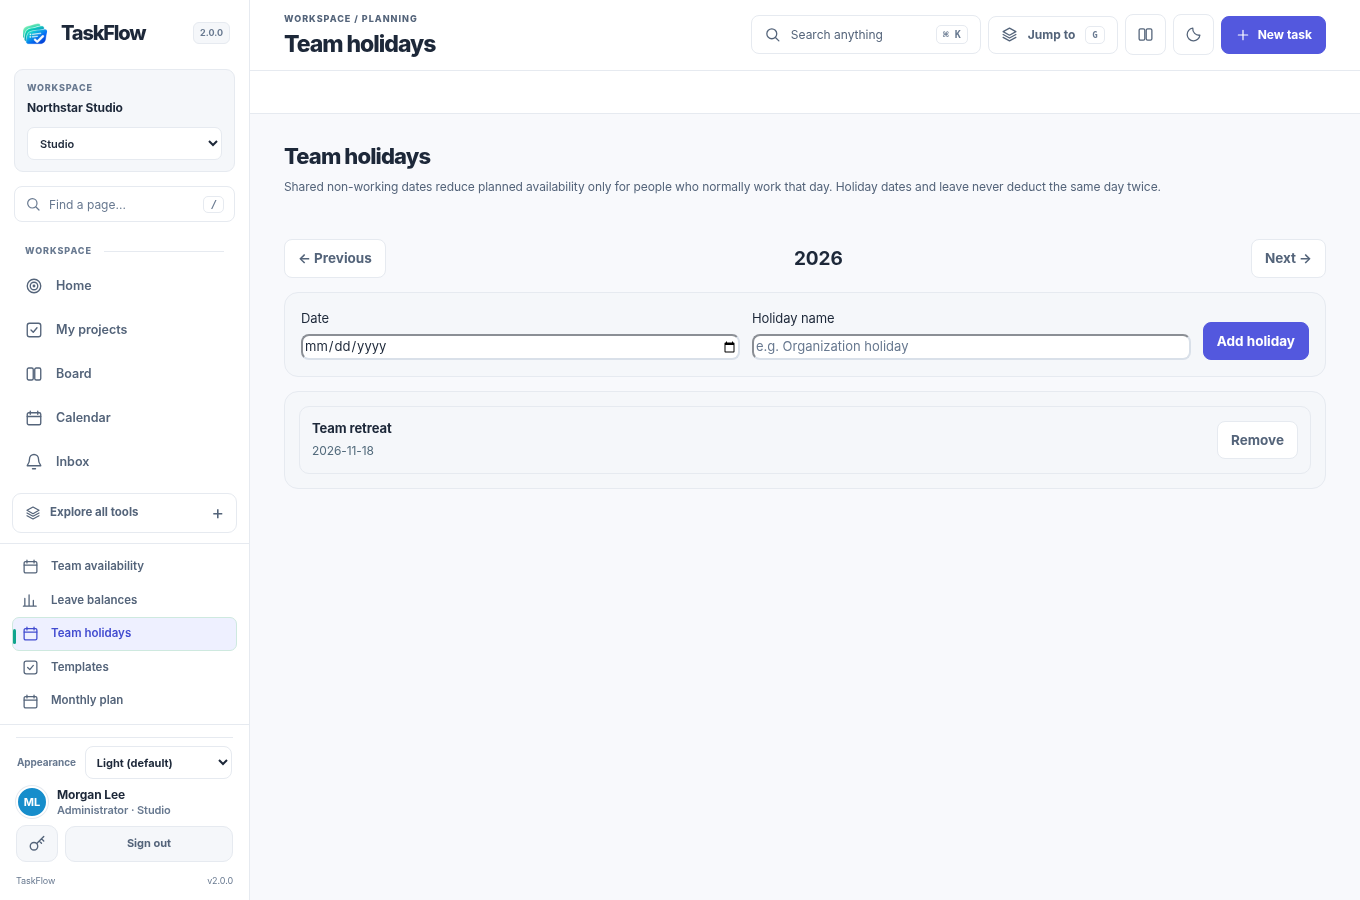 TaskFlow
2.0.0
WORKSPACE
Northstar Studio
Studio
Find a page...
/
WORKSPACE
Home
My projects
Board
Calendar
Inbox
Explore all tools
+
Team availability
Leave balances
Team holidays
Templates
Monthly plan
Appearance
Light (default)
ML
Morgan Lee
Administrator · Studio
Sign out
TaskFlow
v2.0.0
WORKSPACE / PLANNING
Team holidays
Search anything
⌘ K
Jump to
G
+ New task
Team holidays
Shared non-working dates reduce planned availability only for people who normally work that day. Holiday dates and leave never deduct the same day twice.
← Previous
2026
Next →
Date
Holiday name
mm/dd/yyyy
e.g. Organization holiday
Add holiday
Team retreat
2026-11-18
Remove